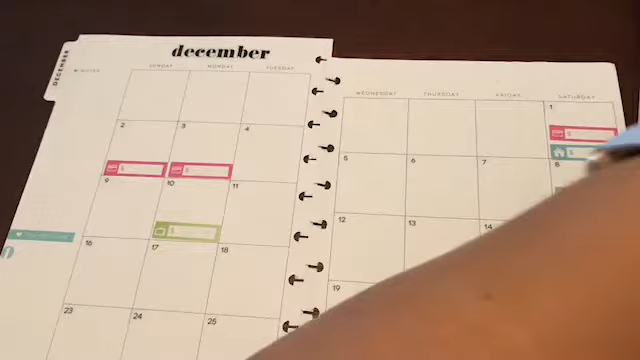 december
DECEMBER
NOTES
SUNDAY MONDAY TUESDAY
WEDNESDAY THURSDAY FRIDAY SATURDAY
1
2 3 4
5 6 7 8
9 10 11
12 13 14
16 17 18
19
23 24 25
$
$
$
$
$